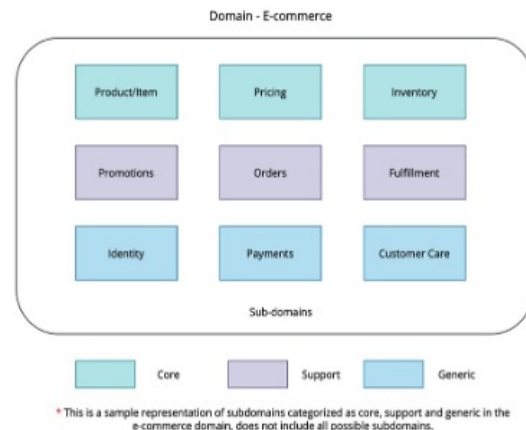 Domain - E-commerce
Product/Item Pricing Inventory
Promotions Orders Fulfillment
Identity Payments Customer Care
Sub-domains
Core Support Generic
* This is a sample representation of subdomains categorized as core, support and generic in the
e-commerce domain, does not include all possible subdomains.